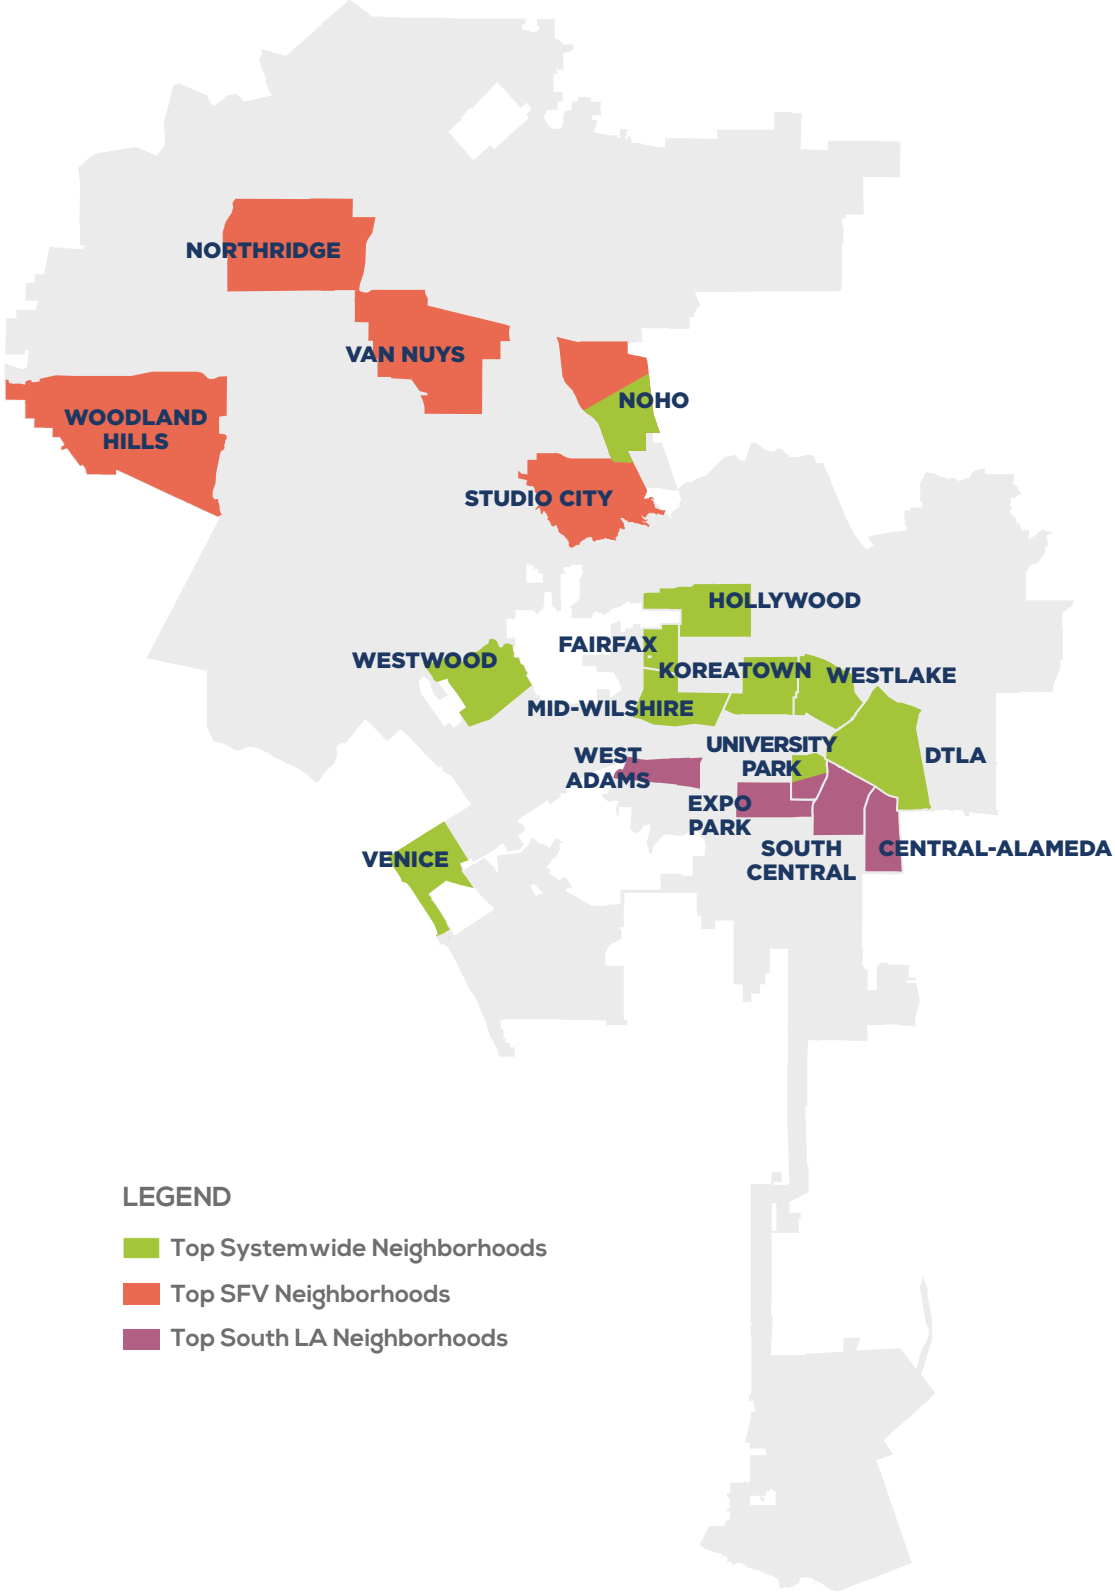 NORTHRIDGE
VAN NUYS
NOHO
WOODLAND
HILLS
STUDIO CITY
HOLLYWOOD
FAIRFAX
WESTWOOD
KOREATOWN
WESTLAKE
MID-WILSHIRE
UNIVERSITY
PARK
DTLA
WEST
ADAMS
EXPO
PARK
SOUTH
CENTRAL
CENTRAL-ALAMEDA
VENICE
LEGEND
Top Systemwide Neighborhoods
Top SFV Neighborhoods
Top South LA Neighborhoods